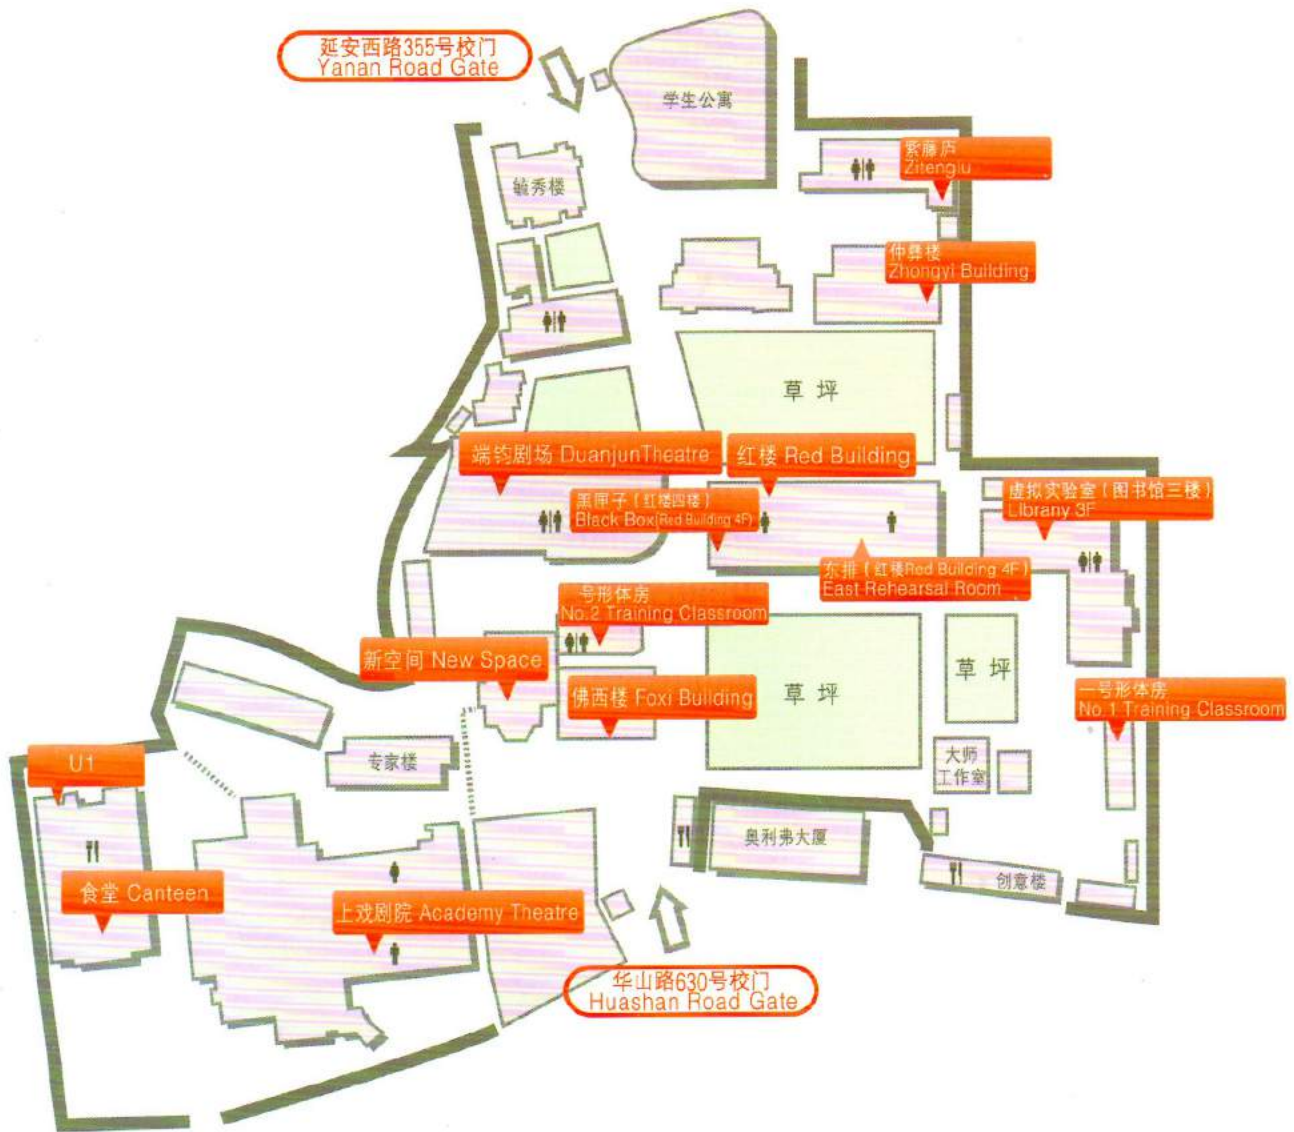 延安西路355号校门
Yanan Road Gate
学生公寓
紫藤庐
Zitenglu
毓秀楼
仲彝楼
Zhongyi Building
草坪
端钧剧场 DuanjunTheatre
红楼 Red Building
黑匣子（红楼四楼）
Black Box(Red Building 4F)
虚拟实验室（图书馆三楼）
Librany 3F
东排（红楼Red Building 4F）
East Rehearsal Room
号形体房
No.2 Training Classroom
新空间 New Space
佛西楼 Foxi Building
草坪
草坪
一号形体房
No.1 Training Classroom
U1
专家楼
大师
工作室
奥利弗大厦
创意楼
食堂 Canteen
上戏剧院 Academy Theatre
华山路630号校门
Huashan Road Gate